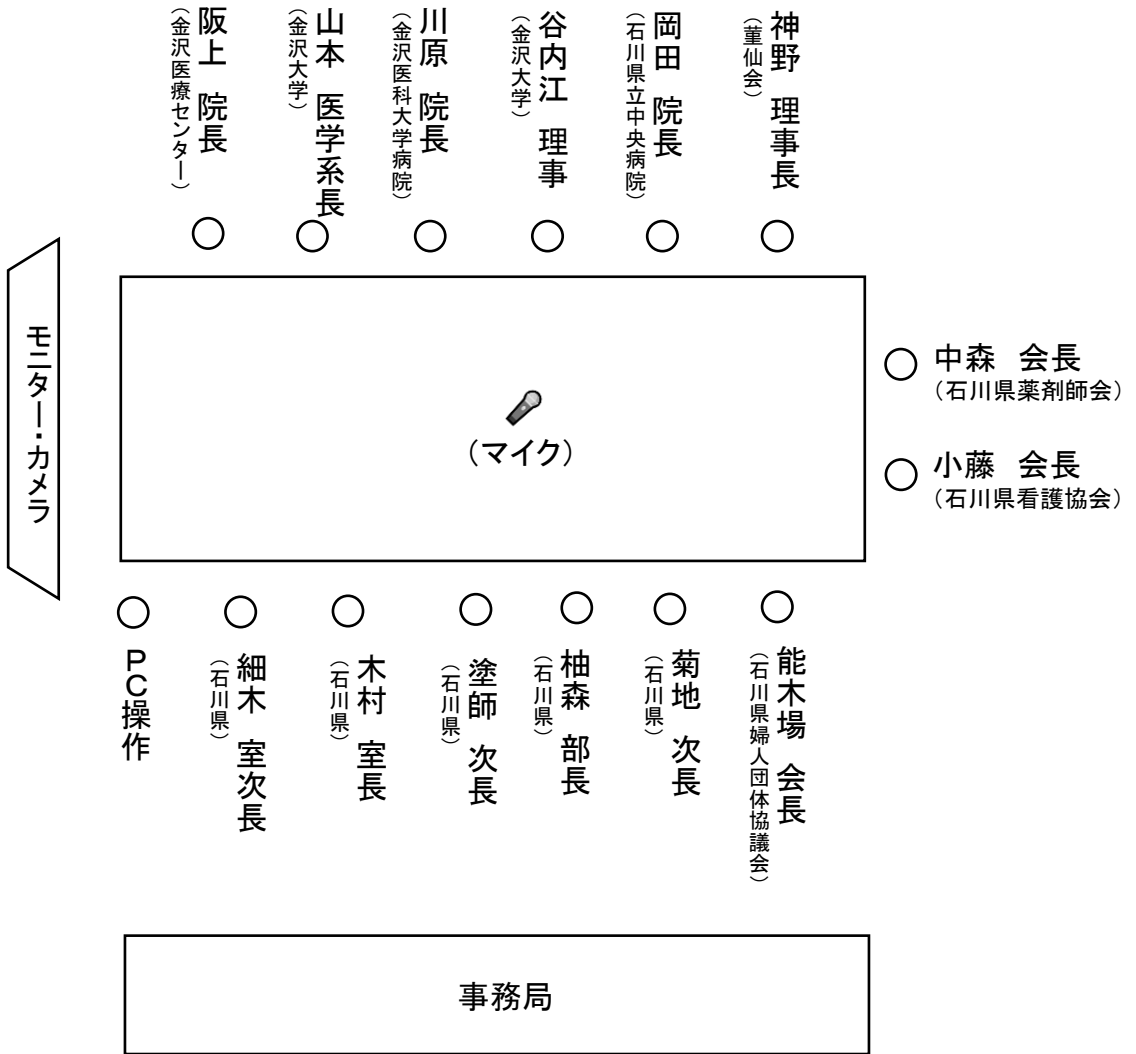 阪上　院長
（金沢医療センター）
山本　医学系長
（金沢大学）
川原　院長
（金沢医科大学病院）
谷内江　理事
（金沢大学）
岡田　院長
（石川県立中央病院）
神野　理事長
（董仙会）
モニター・カメラ
（マイク）
中森　会長
（石川県薬剤師会）
小藤　会長
（石川県看護協会）
ＰＣ操作
細木　室次長
（石川県）
木村　室長
（石川県）
塗師　次長
（石川県）
柚森　部長
（石川県）
菊地　次長
（石川県）
能木場　会長
（石川県婦人団体協議会）
事務局